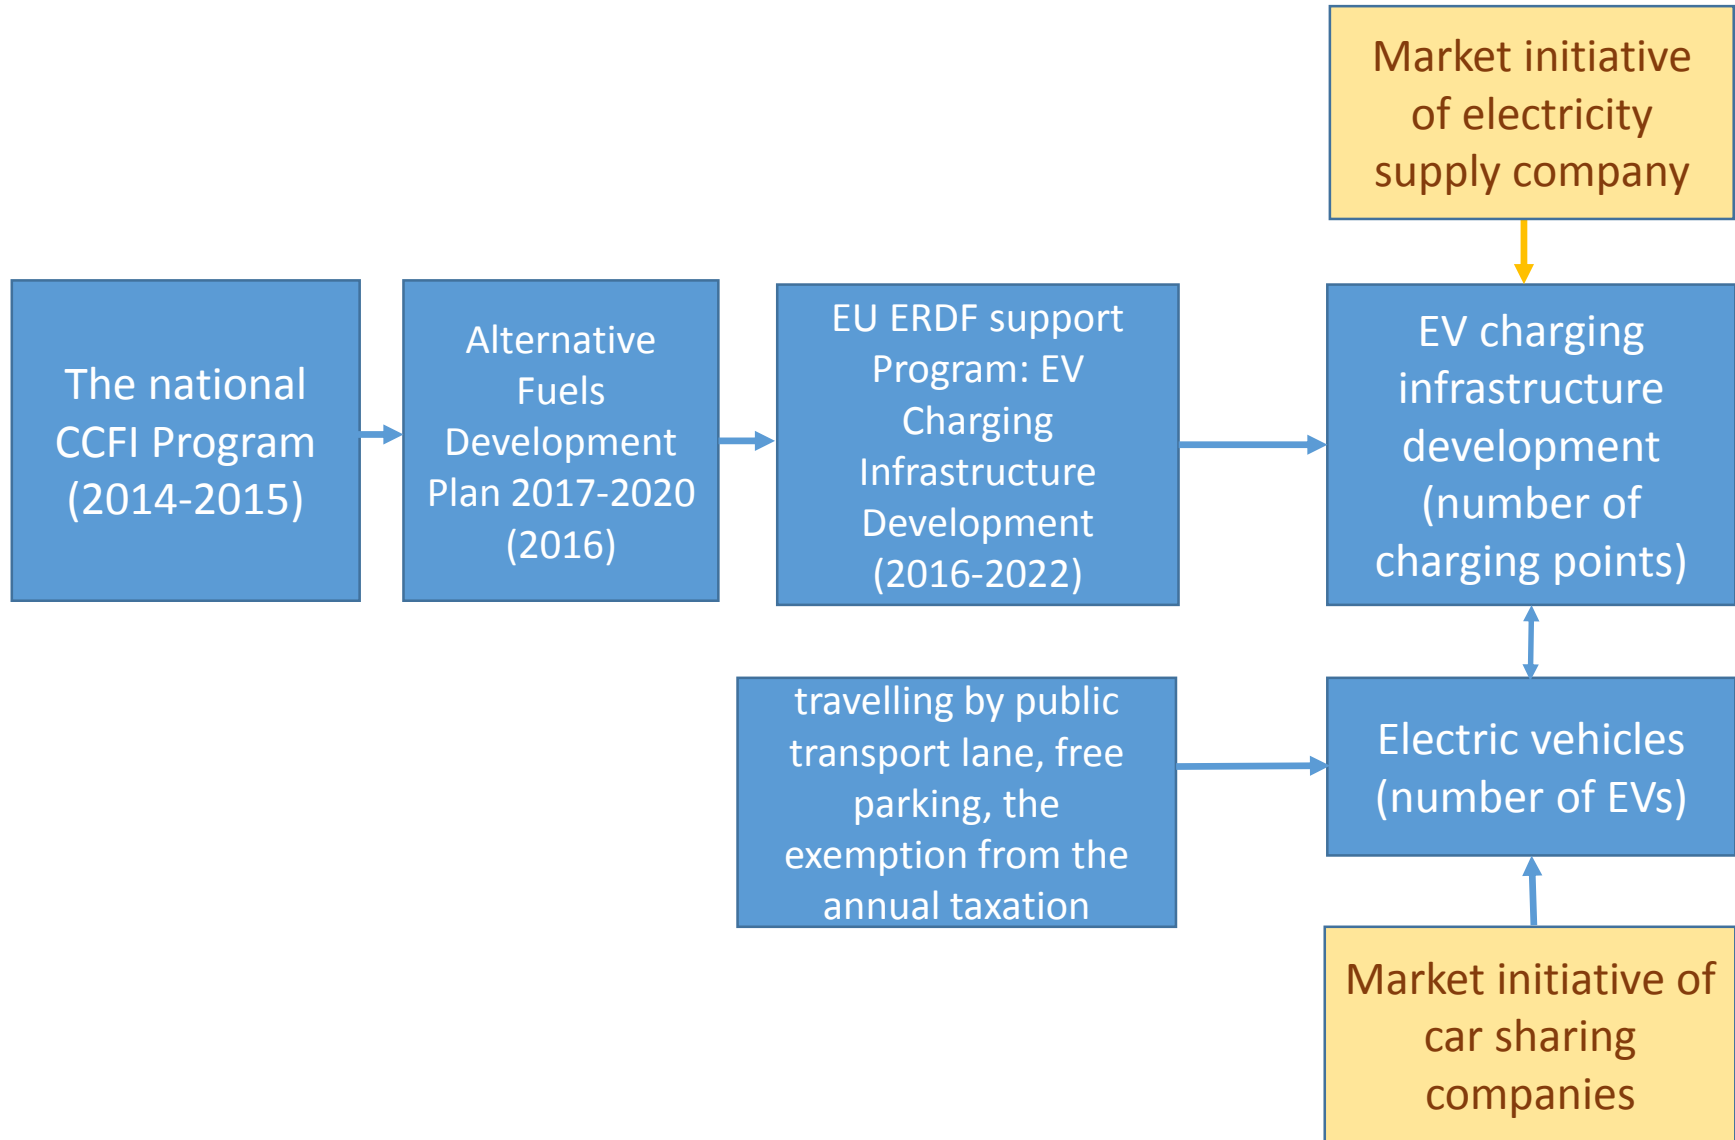 Market initiative
of electricity
supply company
The national
CCFI Program
(2014-2015)
Alternative
Fuels
Development
Plan 2017-2020
(2016)
EU ERDF support
Program: EV
Charging
Infrastructure
Development
(2016-2022)
EV charging
infrastructure
development
(number of
charging points)
travelling by public
transport lane, free
parking, the
exemption from the
annual taxation
Electric vehicles
(number of EVs)
Market initiative of
car sharing
companies